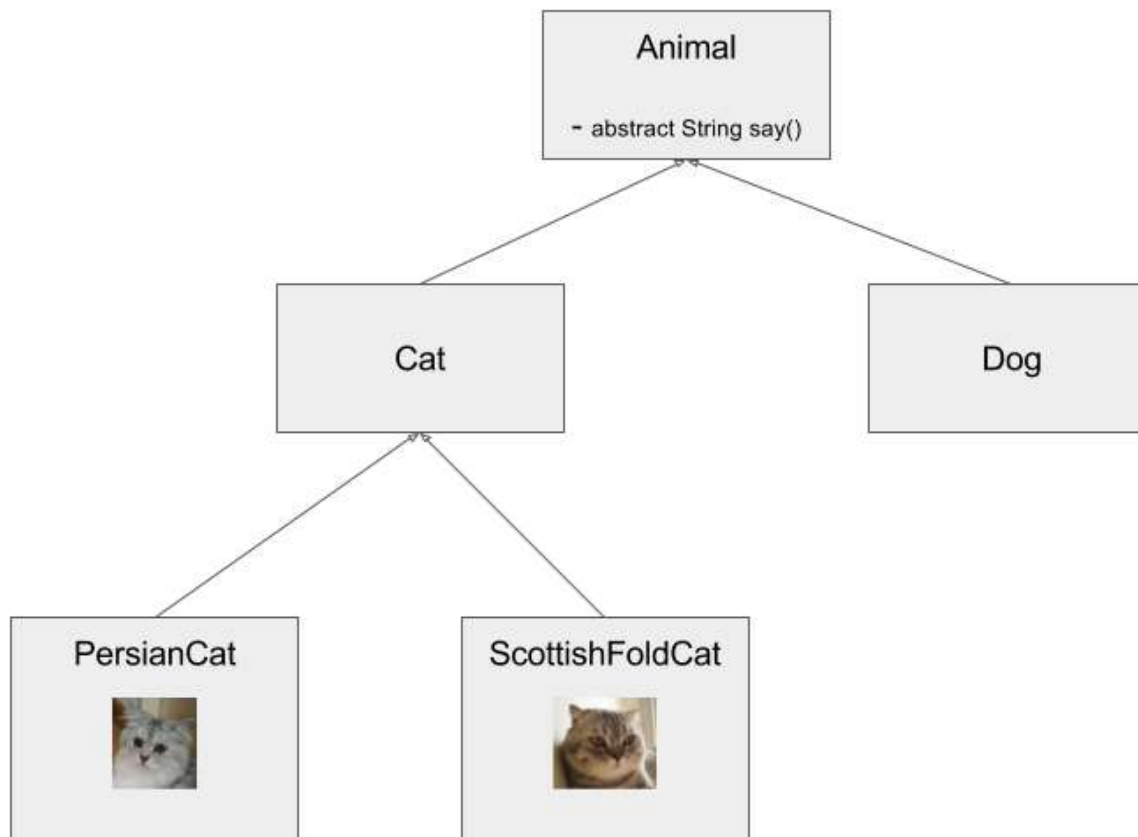 Animal
- abstract String say()
Cat
Dog
PersianCat
ScottishFoldCat